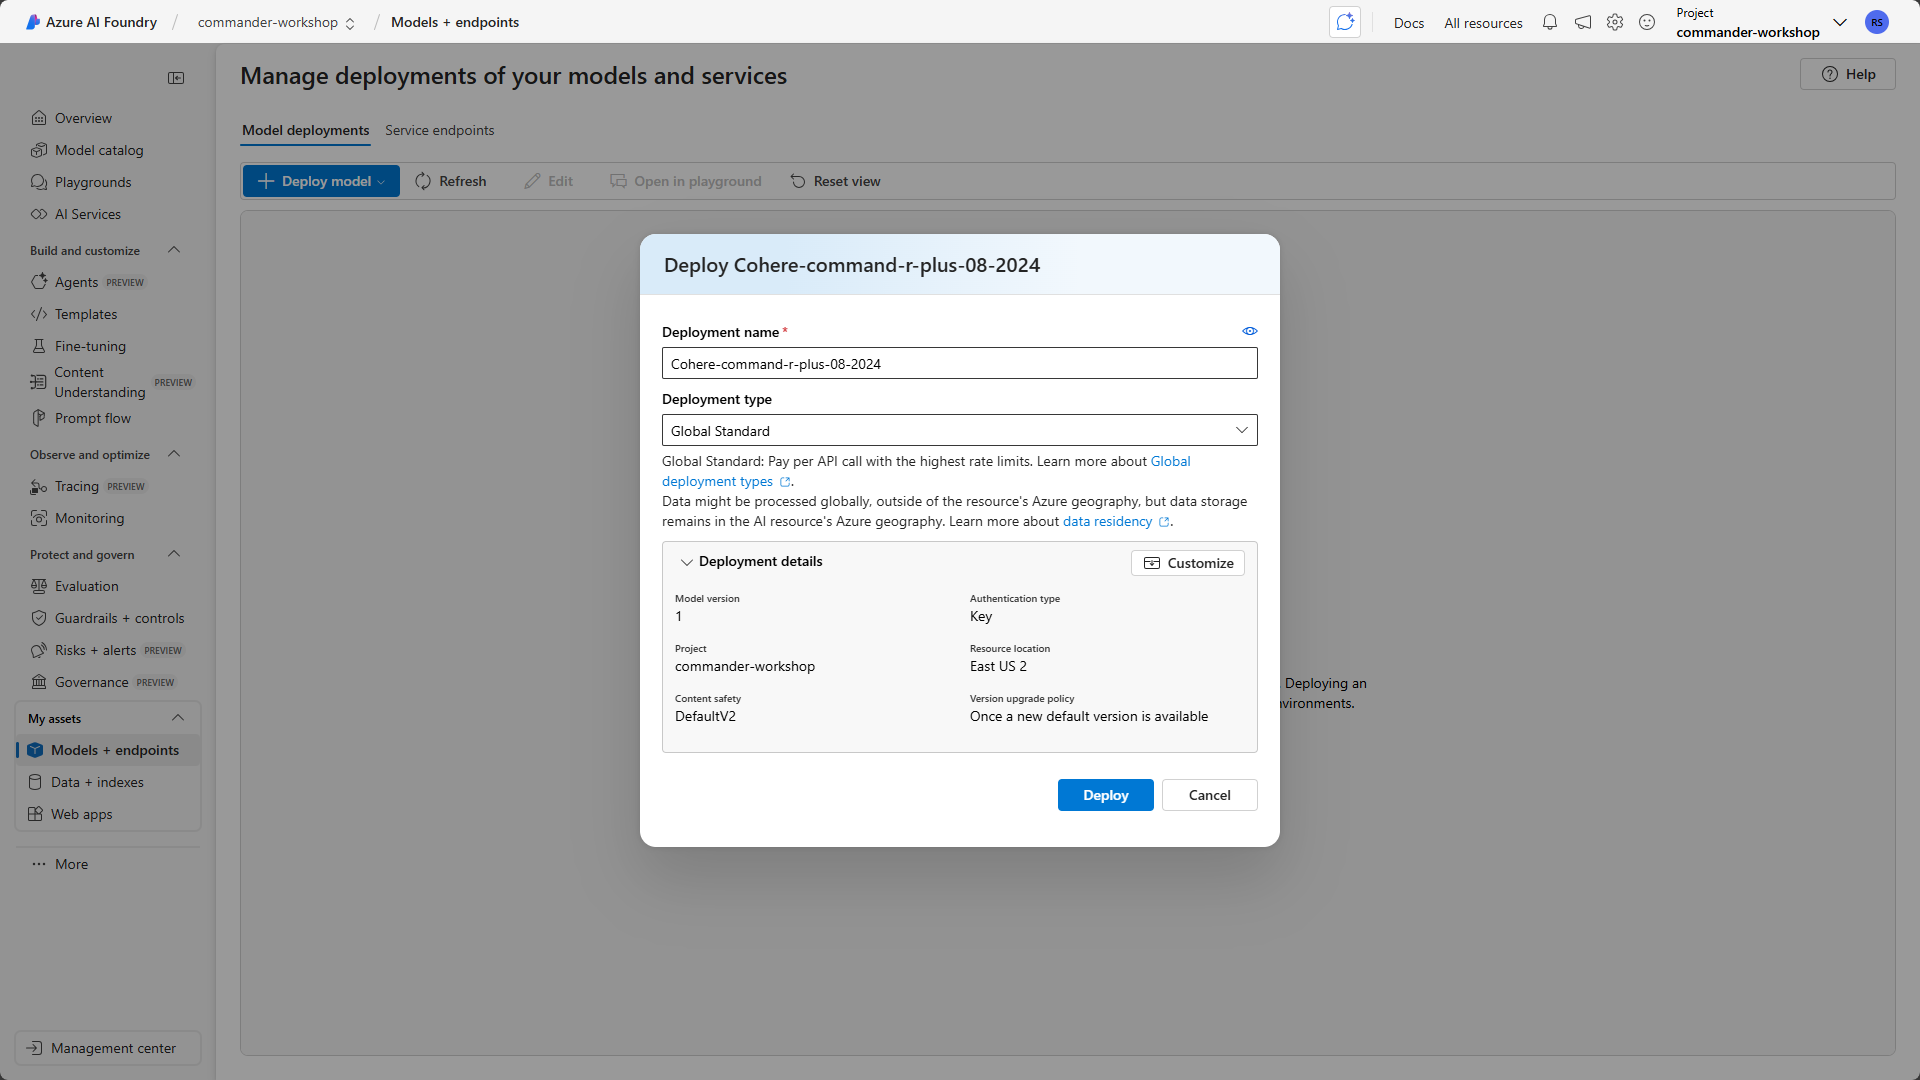 Azure AI Foundry / commander-workshop / Models + endpoints
Docs All resources
Project
commander-workshop
RS
Manage deployments of your models and services
Help
Model deployments Service endpoints
Deploy model Refresh Edit Open in playground Reset view
Overview
Model catalog
Playgrounds
AI Services
Build and customize
Agents PREVIEW
Templates
Fine-tuning
Content
Understanding PREVIEW
Prompt flow
Observe and optimize
Tracing PREVIEW
Monitoring
Protect and govern
Evaluation
Guardrails + controls
Risks + alerts PREVIEW
Governance PREVIEW
My assets
Models + endpoints
Data + indexes
Web apps
More
Management center
Deploy Cohere-command-r-plus-08-2024
Deployment name *
Cohere-command-r-plus-08-2024
Deployment type
Global Standard
Global Standard: Pay per API call with the highest rate limits. Learn more about Global
deployment types .
Data might be processed globally, outside of the resource's Azure geography, but data storage
remains in the AI resource's Azure geography. Learn more about data residency .
Deployment details
Customize
Model version
1
Authentication type
Key
Project
commander-workshop
Resource location
East US 2
Content safety
DefaultV2
Version upgrade policy
Once a new default version is available
Deploy Cancel
Deploying an